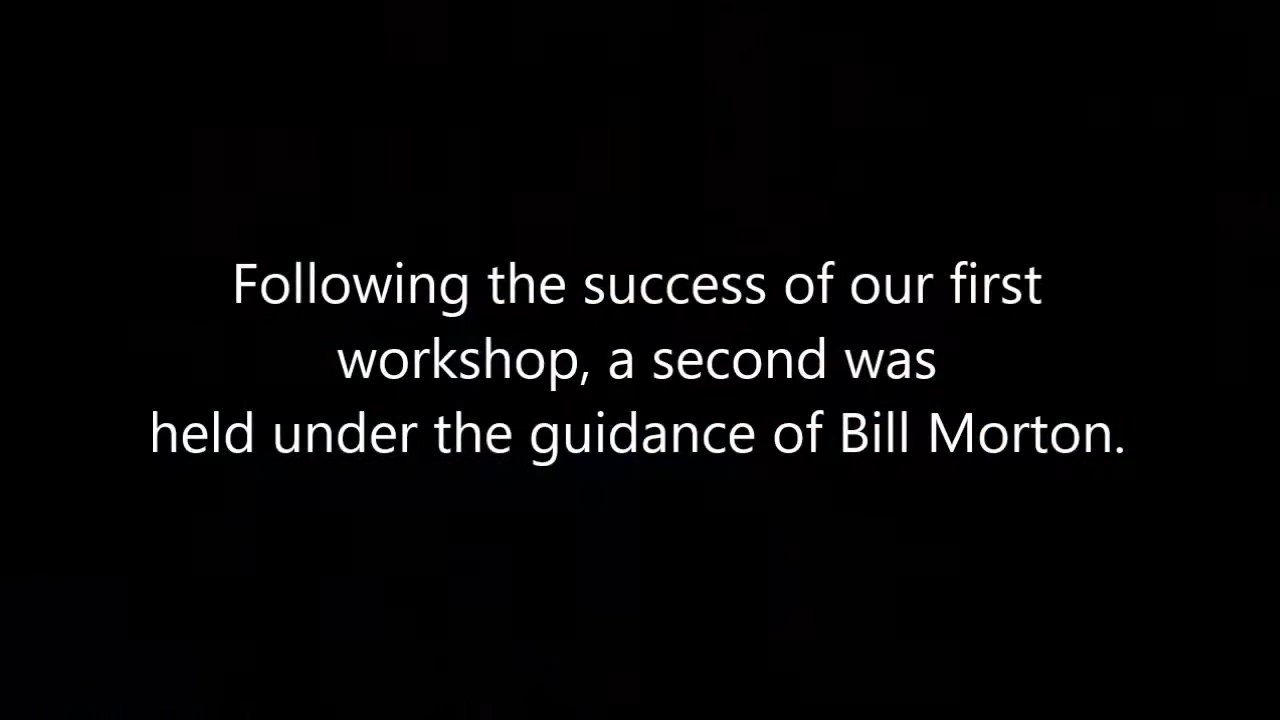 Following the success of our first
workshop, a second was
held under the guidance of Bill Morton.